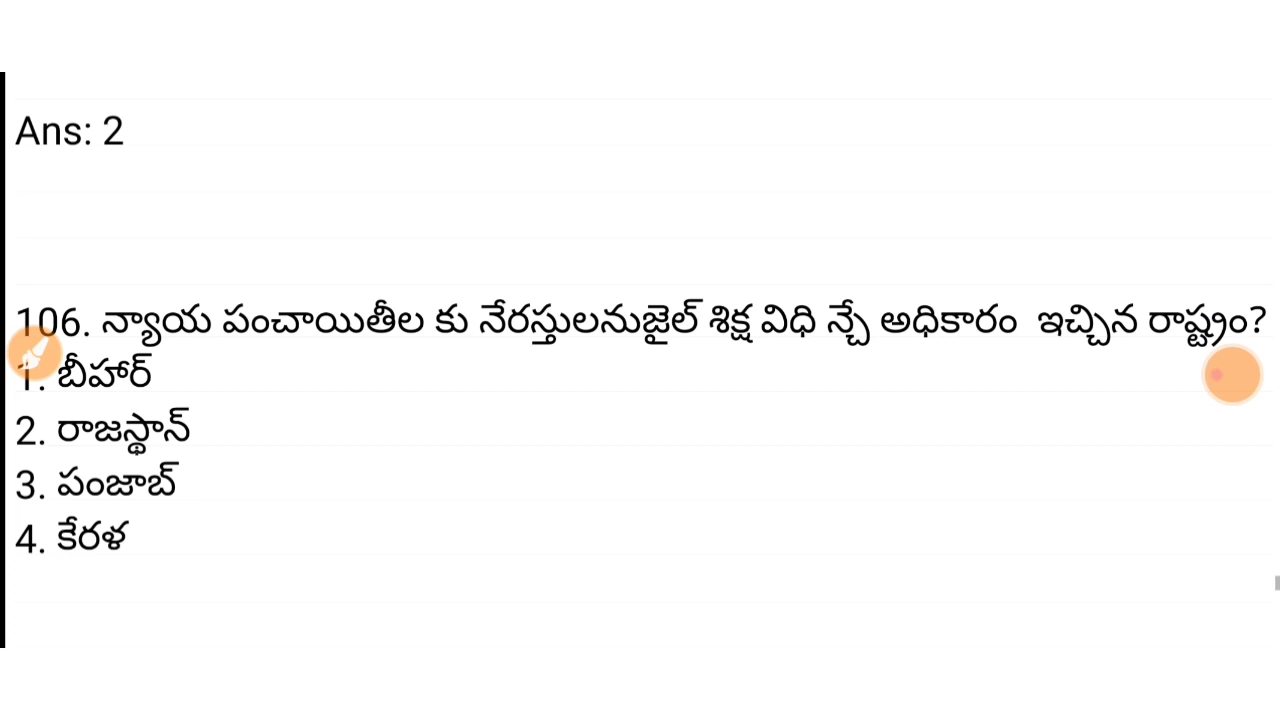 Ans: 2
106. న్యాయ పంచాయితీల కు నేరస్తులనుజైల్ శిక్ష విధి న్చే అధికారం ఇచ్చిన రాష్ట్రం?
1. బీహార్
2. రాజస్థాన్
3. పంజాబ్
4. కేరళ